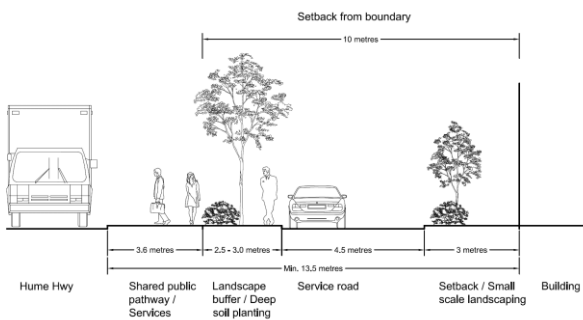 Setback from boundary
10 metres
3.6 metres
2.5 - 3.0 metres
4.5 metres
3 metres
Min. 13.5 metres
Hume Hwy
Shared public
pathway /
Services
Landscape
buffer / Deep
soil planting
Service road
Setback / Small
scale landscaping
Building